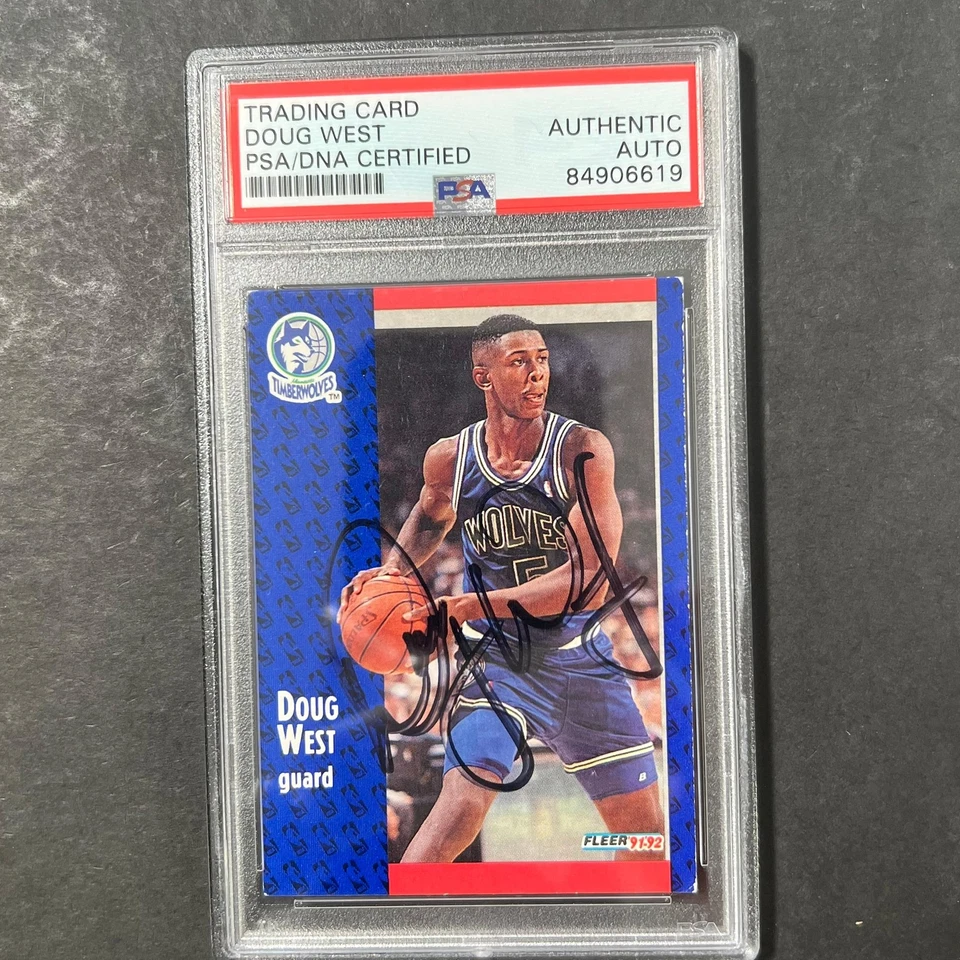 TRADING CARD
DOUG WEST
PSA/DNA CERTIFIED
AUTHENTIC
AUTO
84906619
PSA
TIMBERWOLVES
TM
WOLVES
5
DOUG
WEST
guard
FLEER '91-92